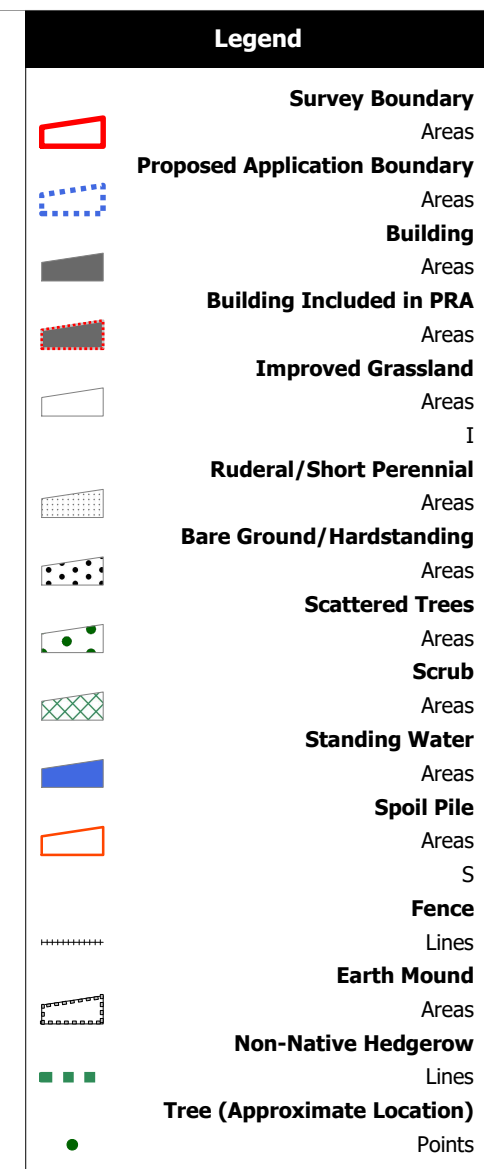 Legend
Survey Boundary
Areas
Proposed Application Boundary
Areas
Building
Areas
Building Included in PRA
Areas
Improved Grassland
Areas
I
Ruderal/Short Perennial
Areas
Bare Ground/Hardstanding
Areas
Scattered Trees
Areas
Scrub
Areas
Standing Water
Areas
Spoil Pile
Areas
S
Fence
Lines
Earth Mound
Areas
Non-Native Hedgerow
Lines
Tree (Approximate Location)
Points